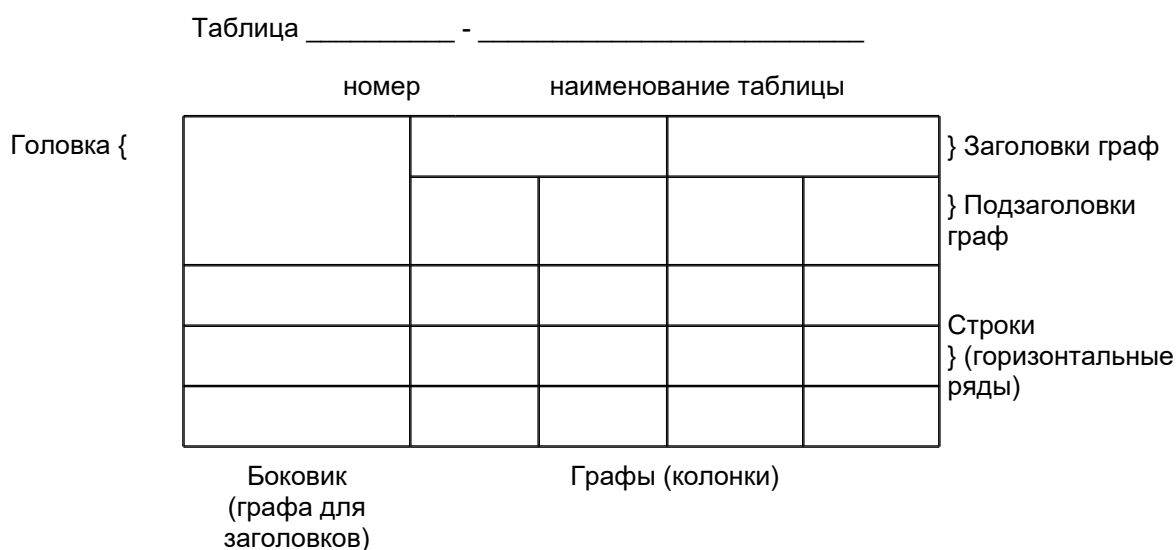 Таблица __________ - __________________________
номер наименование таблицы
Головка {
} Заголовки граф
} Подзаголовки
граф
Строки
} (горизонтальные
ряды)
Боковик
(графа для
заголовков)
Графы (колонки)